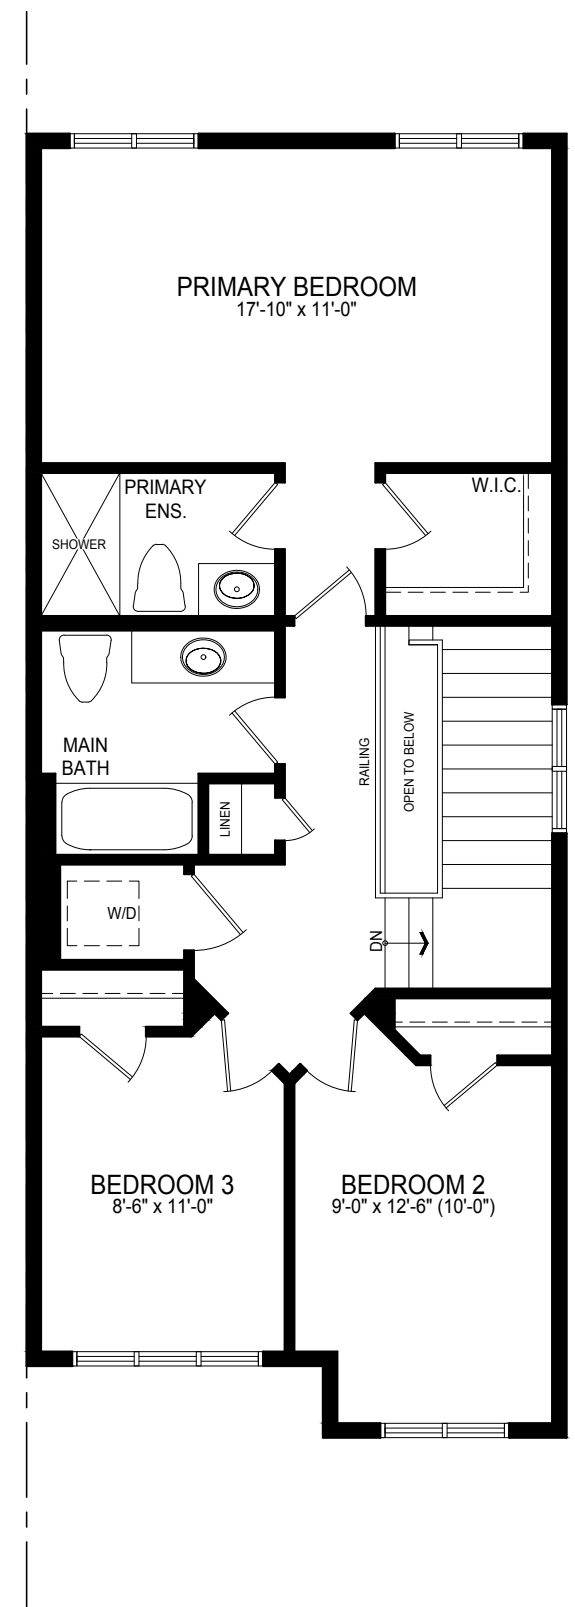 PRIMARY BEDROOM
17'-10" x 11'-0"
PRIMARY
ENS.
W.I.C.
SHOWER
MAIN
BATH
RAILING
OPEN TO BELOW
LINEN
W/D
DN
BEDROOM 3
8'-6" x 11'-0"
BEDROOM 2
9'-0" x 12'-6" (10'-0")